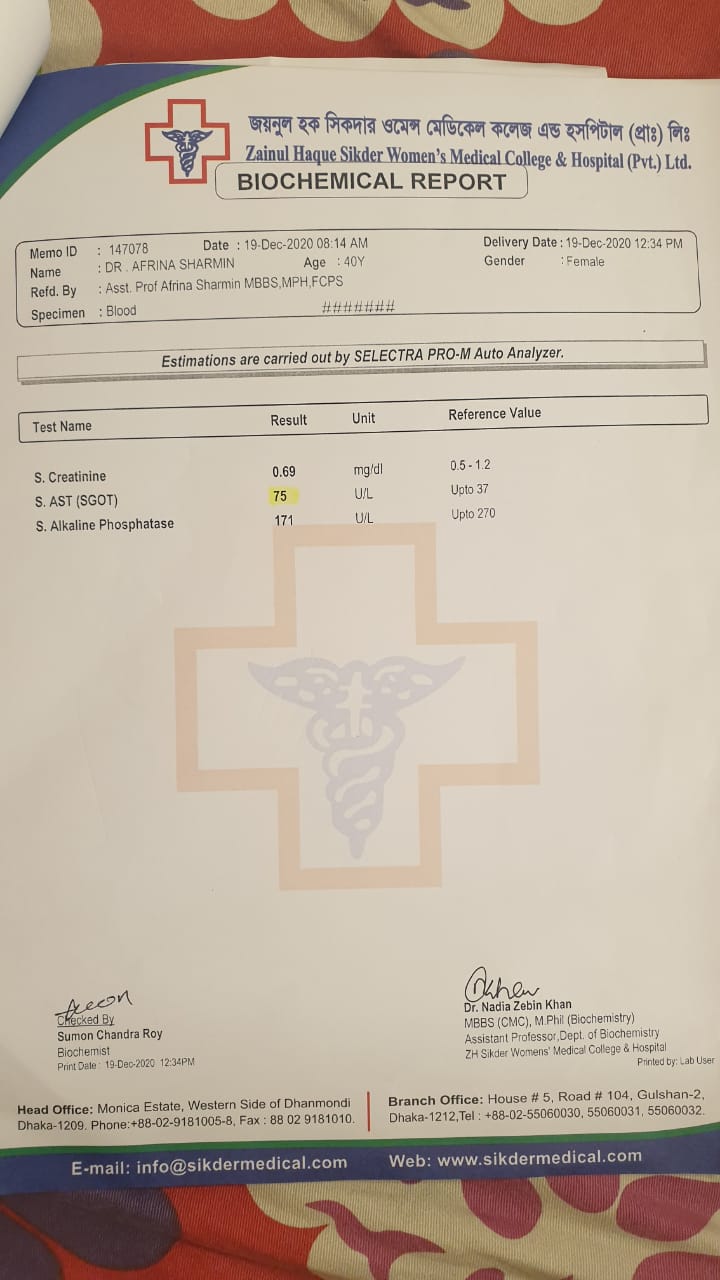 জয়নুল হক সিকদার ওমেন্স মেডিকেল কলেজ এন্ড হসপিটাল (প্রাঃ) লিঃ
Zainul Haque Sikder Women's Medical College & Hospital (Pvt.) Ltd.
BIOCHEMICAL REPORT
Memo ID : 147078 Date : 19-Dec-2020 08:14 AM Delivery Date : 19-Dec-2020 12:34 PM
Name : DR . AFRINA SHARMIN Age : 40Y Gender : Female
Refd. By : Asst. Prof Afrina Sharmin MBBS,MPH,FCPS
Specimen : Blood #######
Estimations are carried out by SELECTRA PRO-M Auto Analyzer.
Test Name Result Unit Reference Value
S. Creatinine 0.69 mg/dl 0.5 - 1.2
S. AST (SGOT) 75 U/L Upto 37
S. Alkaline Phosphatase 171 U/L Upto 270
Checked By
Sumon Chandra Roy
Biochemist
Print Date : 19-Dec-2020 12:34PM
Dr. Nadia Zebin Khan
MBBS (CMC), M.Phil (Biochemistry)
Assistant Professor,Dept. of Biochemistry
ZH Sikder Womens' Medical College & Hospital
Printed by: Lab User
Head Office: Monica Estate, Western Side of Dhanmondi
Dhaka-1209. Phone:+88-02-9181005-8, Fax : 88 02 9181010.
Branch Office: House # 5, Road # 104, Gulshan-2,
Dhaka-1212,Tel : +88-02-55060030, 55060031, 55060032.
E-mail: info@sikdermedical.com Web: www.sikdermedical.com